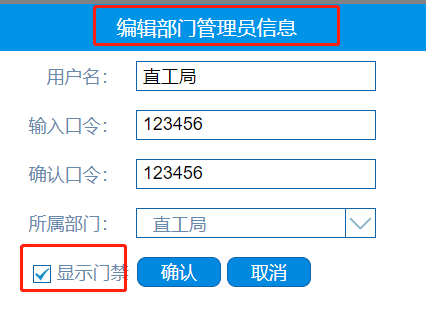 编辑部门管理员信息
用户名： 直工局
输入口令： 123456
确认口令： 123456
所属部门： 直工局
显示门禁 确认 取消